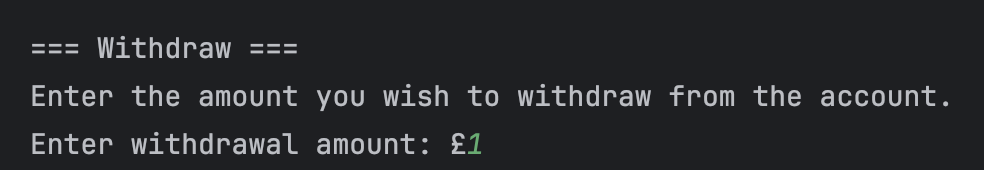 === Withdraw ===
Enter the amount you wish to withdraw from the account.
Enter withdrawal amount: £1